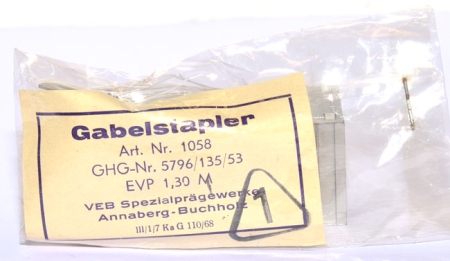 Gabelstapler
Art. Nr. 1058
GHG-Nr. 5796/135/53
EVP 1,30 M
VEB Spezialprägewerke
Annaberg-Buchholz
III/1/7 Ka G 110/68
1